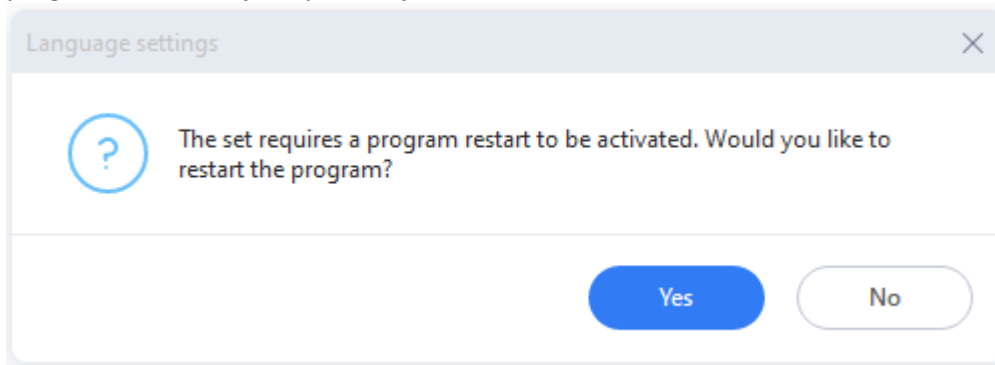 Language settings
?
The set requires a program restart to be activated. Would you like to
restart the program?
Yes
No